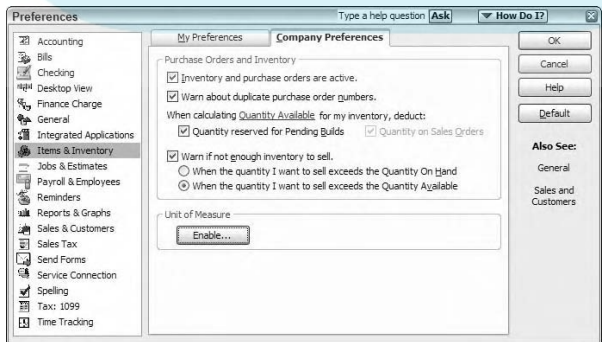 Preferences
Type a help question Ask How Do I?
Accounting
Bills
Checking
Desktop View
Finance Charge
General
Integrated Applications
Items & Inventory
Jobs & Estimates
Payroll & Employees
Reminders
Reports & Graphs
Sales & Customers
Sales Tax
Send Forms
Service Connection
Spelling
Tax: 1099
Time Tracking
My Preferences
Company Preferences
Purchase Orders and Inventory
Inventory and purchase orders are active.
Warn about duplicate purchase order numbers.
When calculating Quantity Available for my inventory, deduct:
Quantity reserved for Pending Builds
Quantity on Sales Orders
Warn if not enough inventory to sell.
When the quantity I want to sell exceeds the Quantity On Hand
When the quantity I want to sell exceeds the Quantity Available
Unit of Measure
Enable...
OK
Cancel
Help
Default
Also See:
General
Sales and
Customers